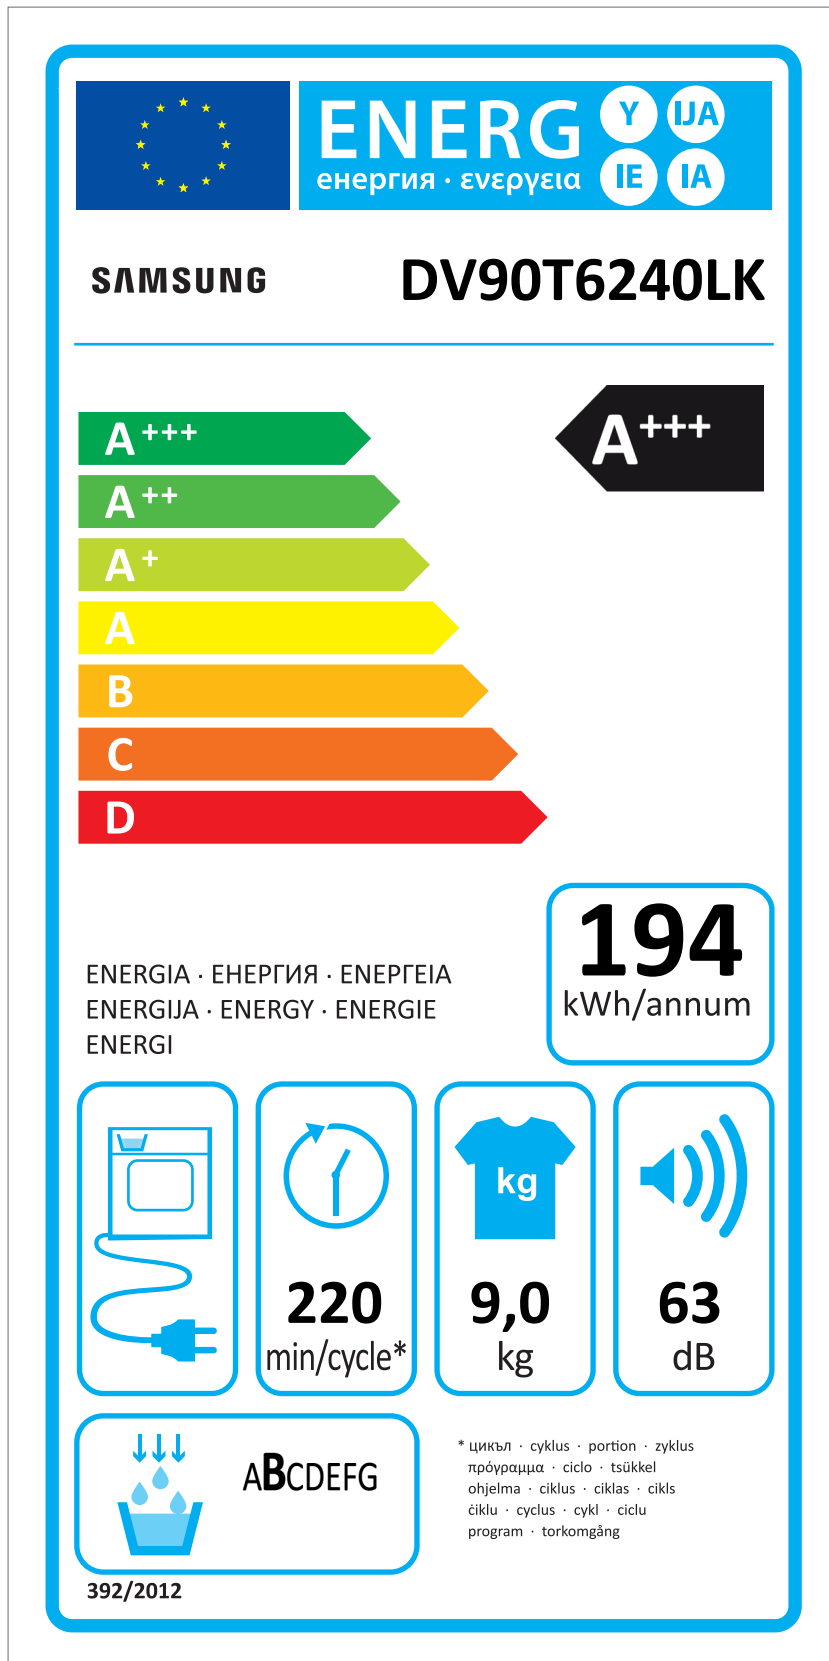 ENERG Y IJA
енергия · ενεργεια IE IA
SAMSUNG DV90T6240LK
A+++ A+++
A++
A+
A
B
C
D
194
kWh/annum
ENERGIA · ЕНЕРГИЯ · ΕΝΕΡΓΕΙΑ
ENERGIJA · ENERGY · ENERGIE
ENERGI
kg
220 9,0 63
min/cycle* kg dB
ABCDEFG
* цикъл · cyklus · portion · zyklus
πρόγραμμα · ciclo · tsükkel
ohjelma · ciklus · ciklas · cikls
ċiklu · cyclus · cykl · ciclu
program · torkomgång
392/2012